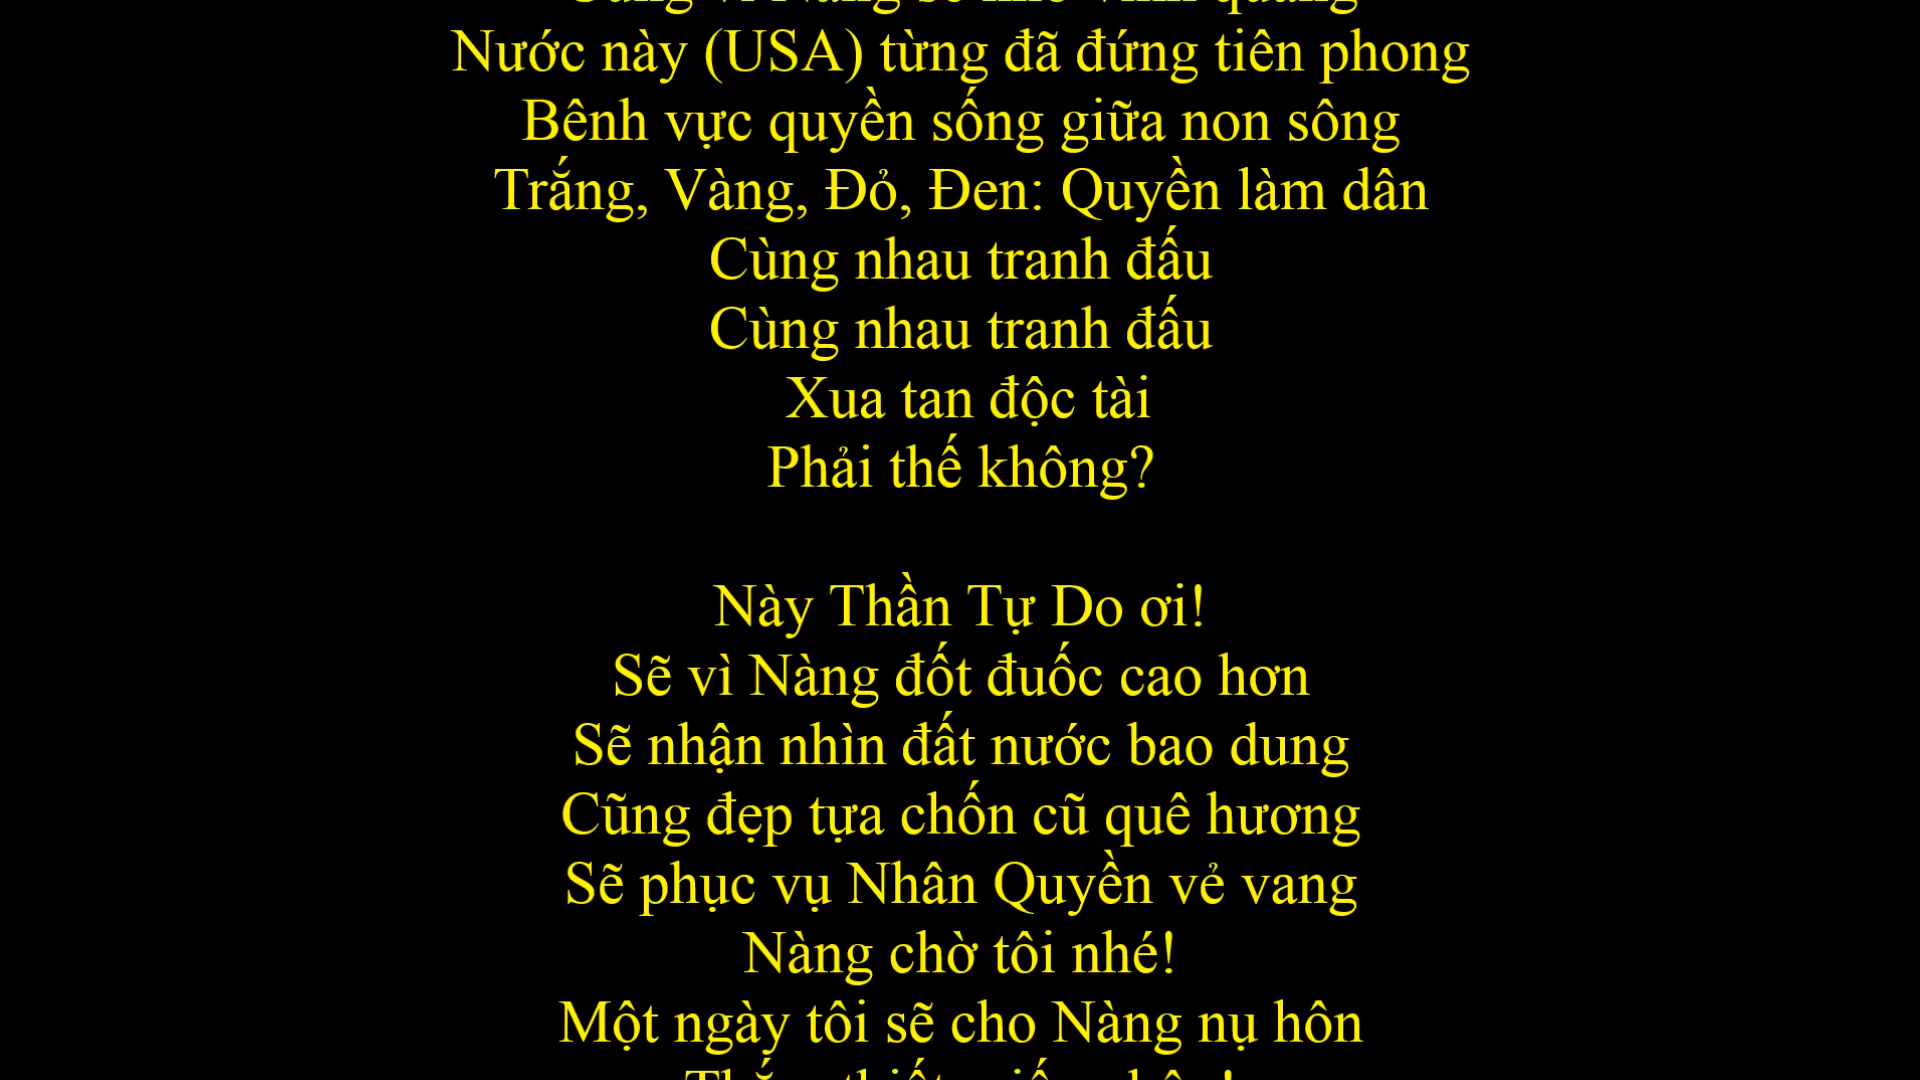 Nước này (USA) từng đã đứng tiên phong
Bênh vực quyền sống giữa non sông
Trắng, Vàng, Đỏ, Đen: Quyền làm dân
Cùng nhau tranh đấu
Cùng nhau tranh đấu
Xua tan độc tài
Phải thế không?
Này Thần Tự Do ơi!
Sẽ vì Nàng đốt đuốc cao hơn
Sẽ nhận nhìn đất nước bao dung
Cũng đẹp tựa chốn cũ quê hương
Sẽ phục vụ Nhân Quyền vẻ vang
Nàng chờ tôi nhé!
Một ngày tôi sẽ cho Nàng nụ hôn